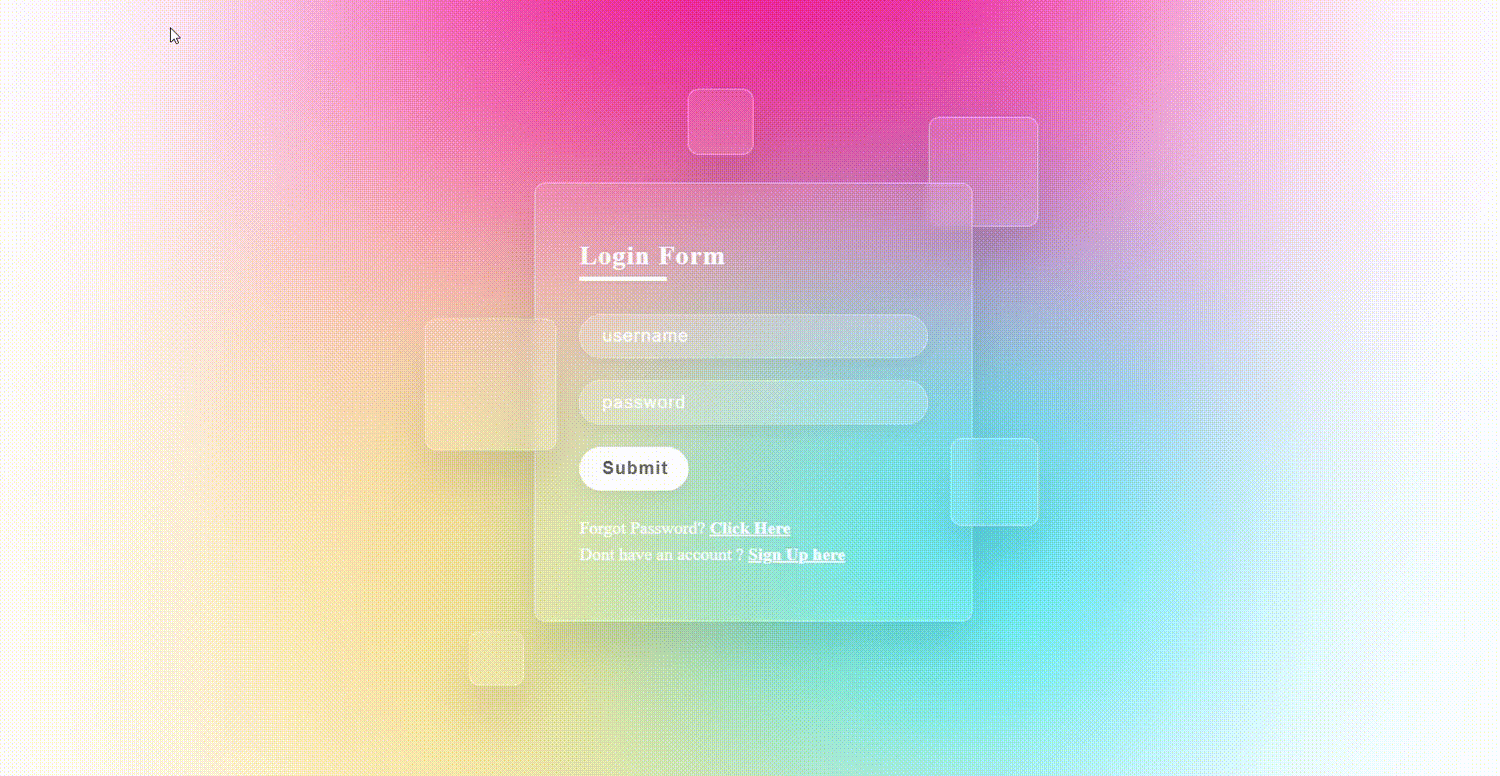 Login Form
username
password
Submit
Forgot Password? Click Here
Dont have an account ? Sign Up here